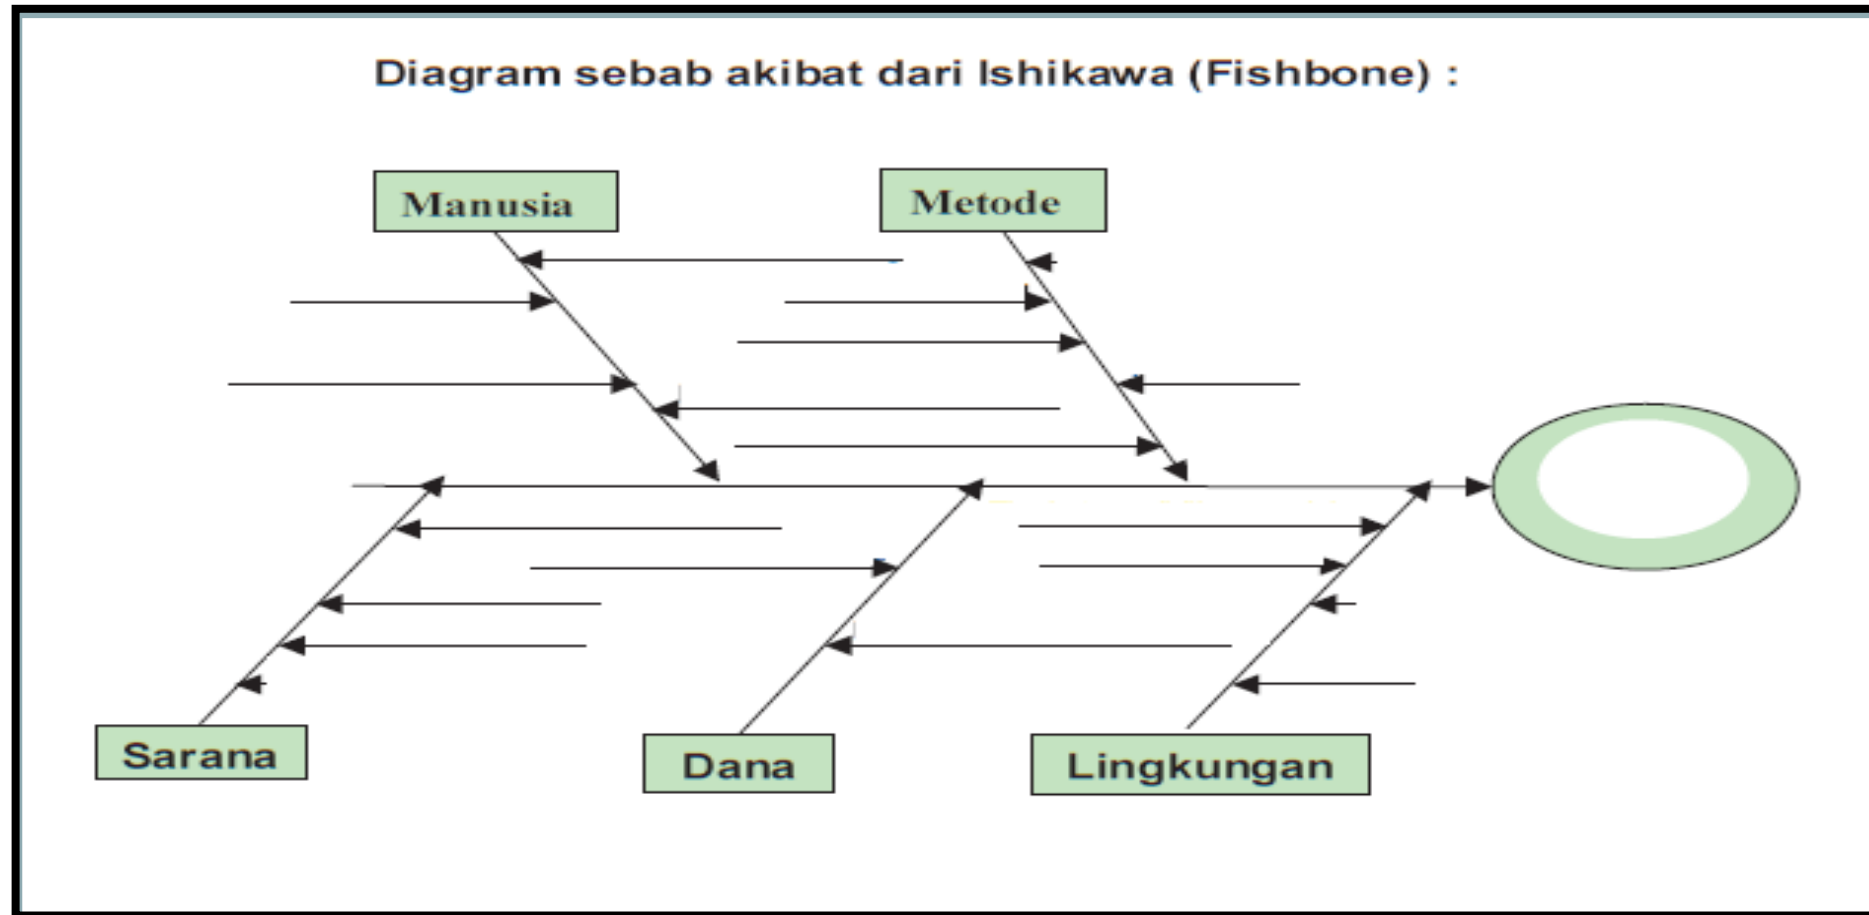 Diagram sebab akibat dari Ishikawa (Fishbone) :
Manusia
Metode
Sarana
Dana
Lingkungan